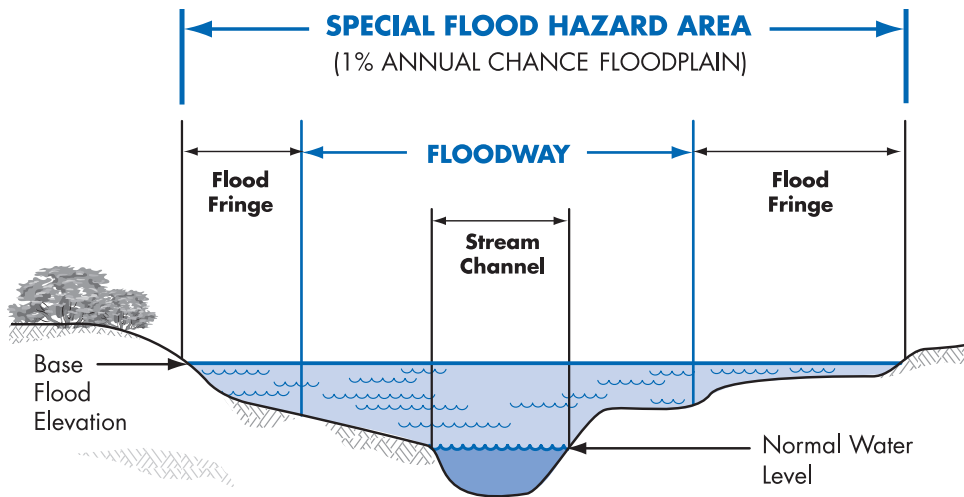 SPECIAL FLOOD HAZARD AREA
(1% ANNUAL CHANCE FLOODPLAIN)
FLOODWAY
Flood
Fringe
Flood
Fringe
Stream
Channel
Base
Flood
Elevation
Normal Water
Level